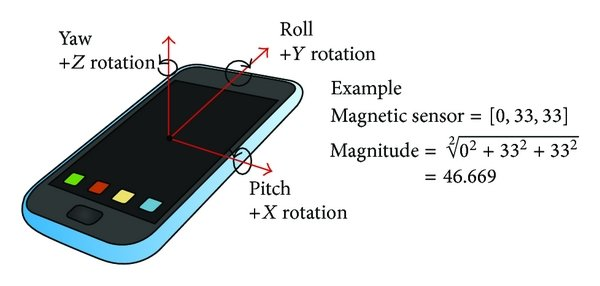 Yaw
+Z rotation
Roll
+Y rotation
Pitch
+X rotation
Example
Magnetic sensor = [0, 33, 33]
Magnitude = ²√0² + 33² + 33²
= 46.669